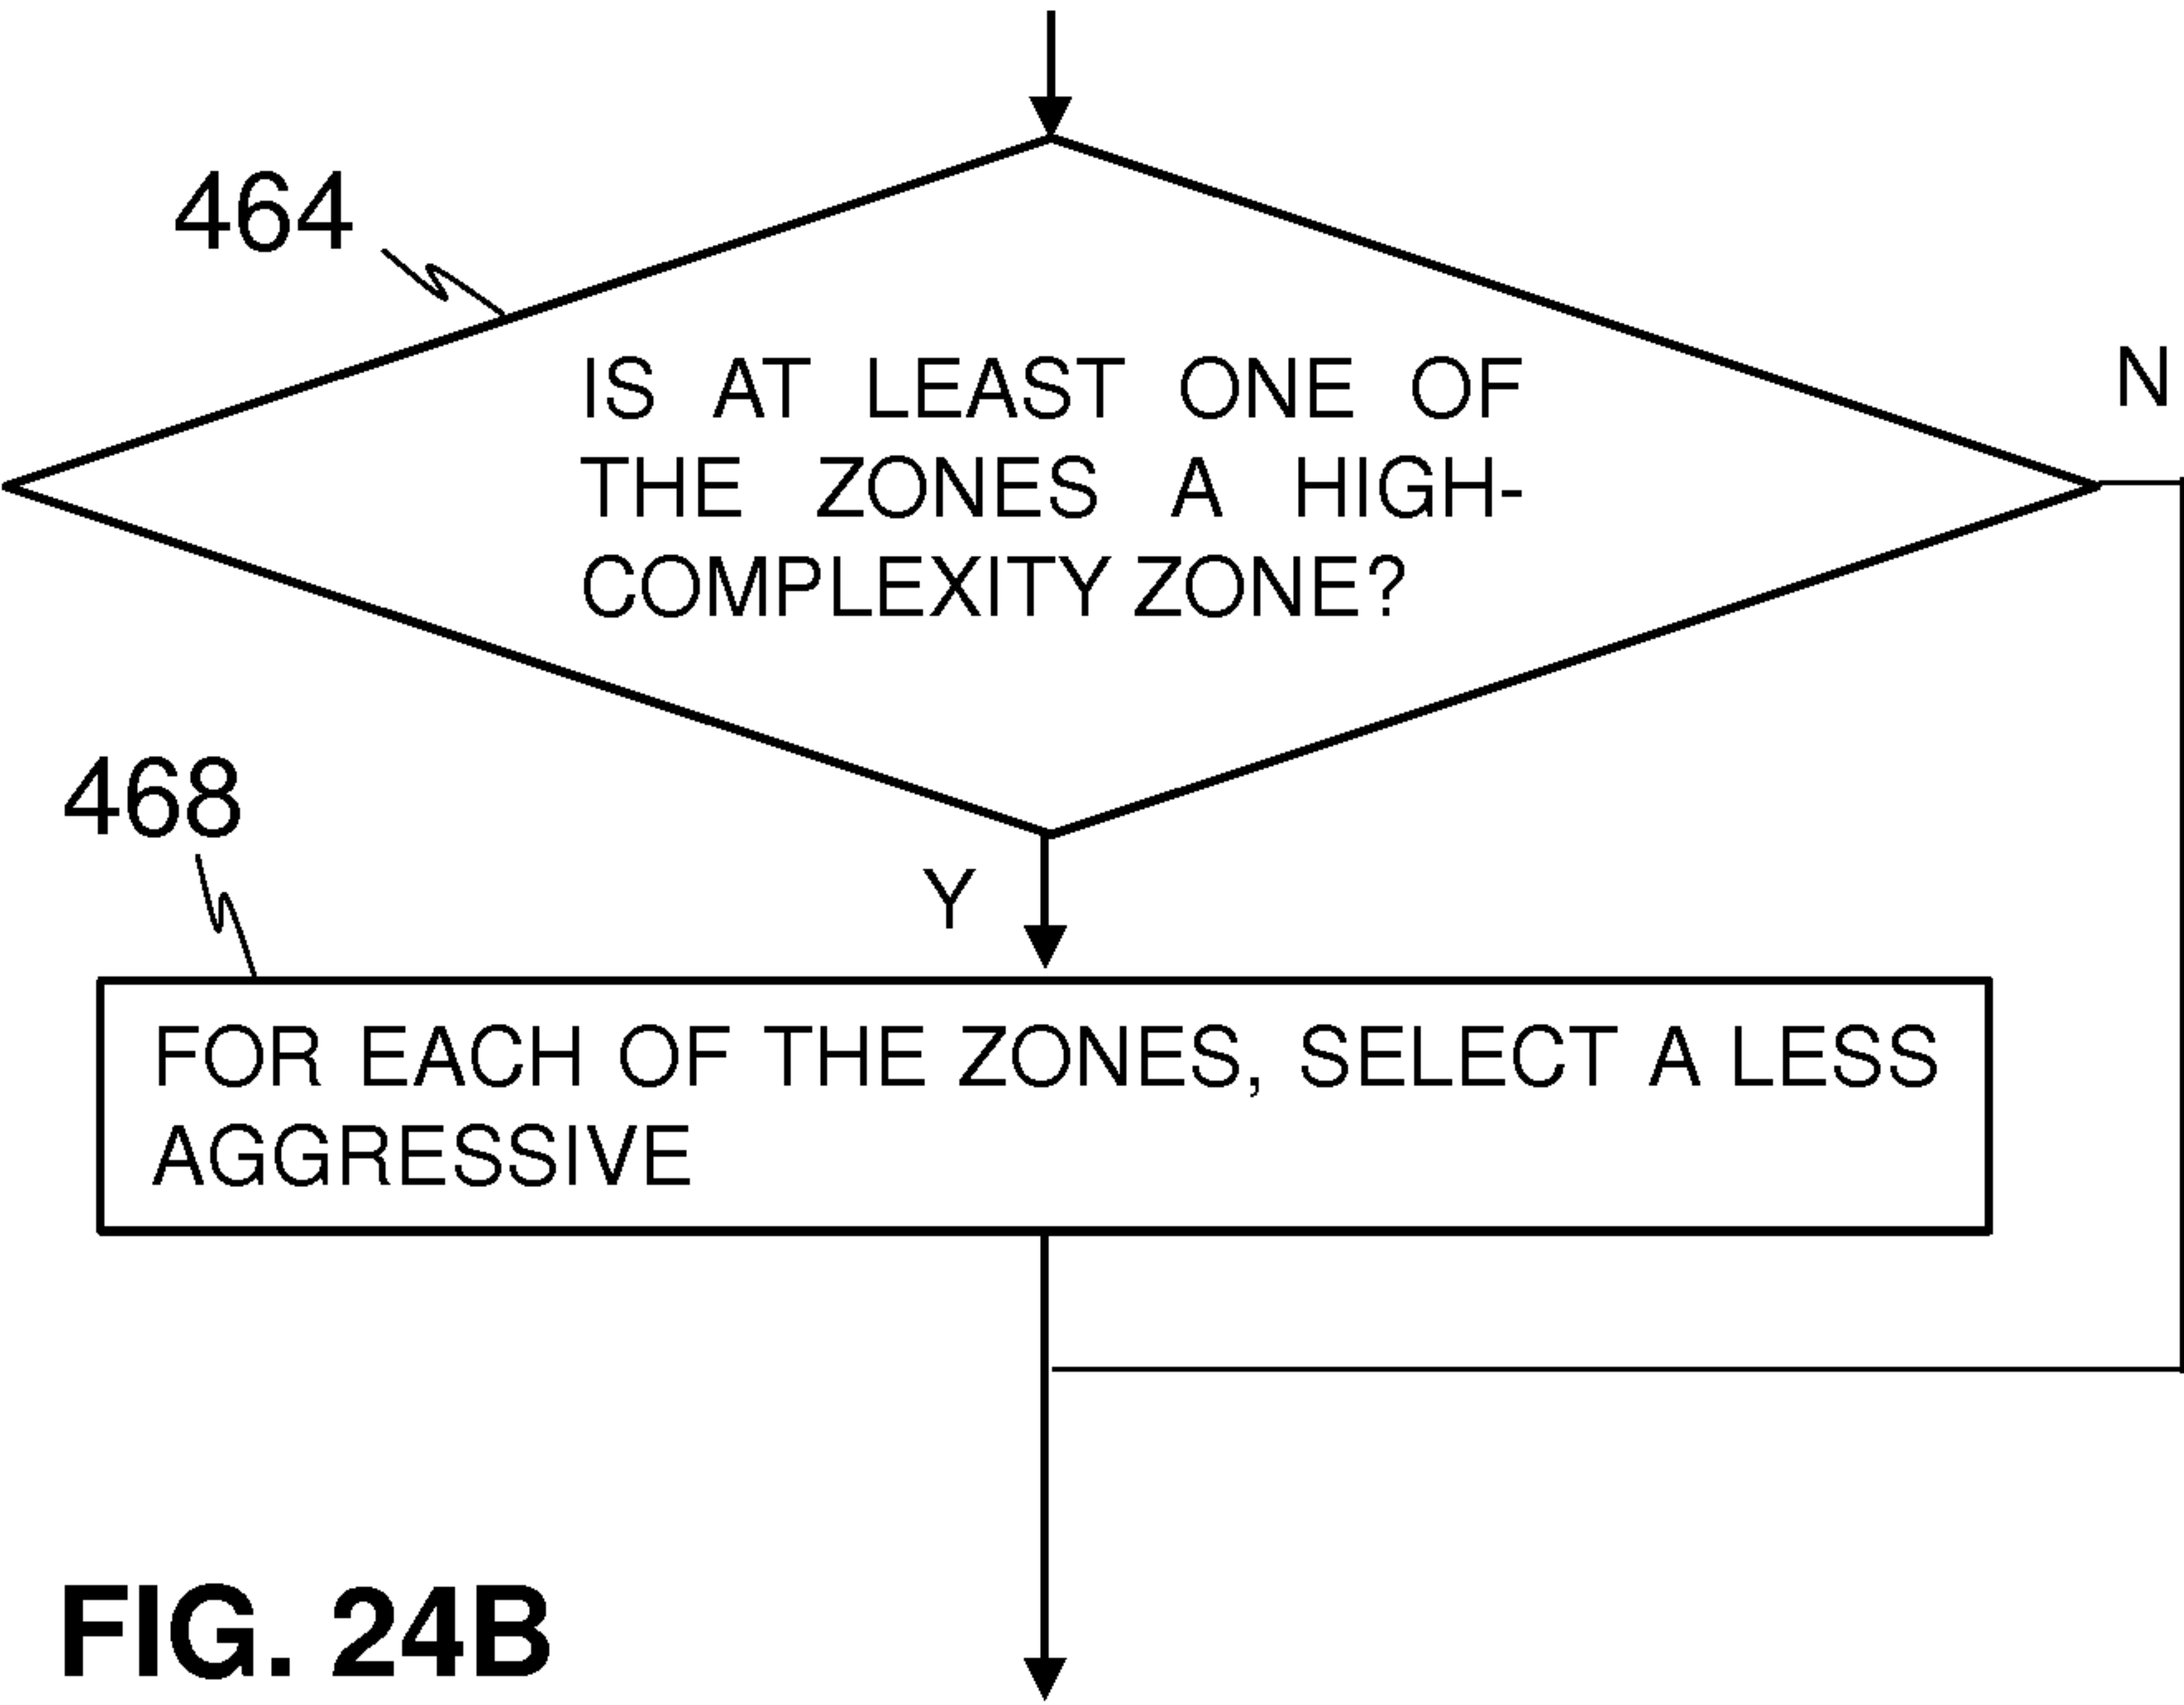 464
IS AT LEAST ONE OF
THE ZONES A HIGH-
COMPLEXITY ZONE?
N
468
Y
FOR EACH OF THE ZONES, SELECT A LESS
AGGRESSIVE
FIG. 24B